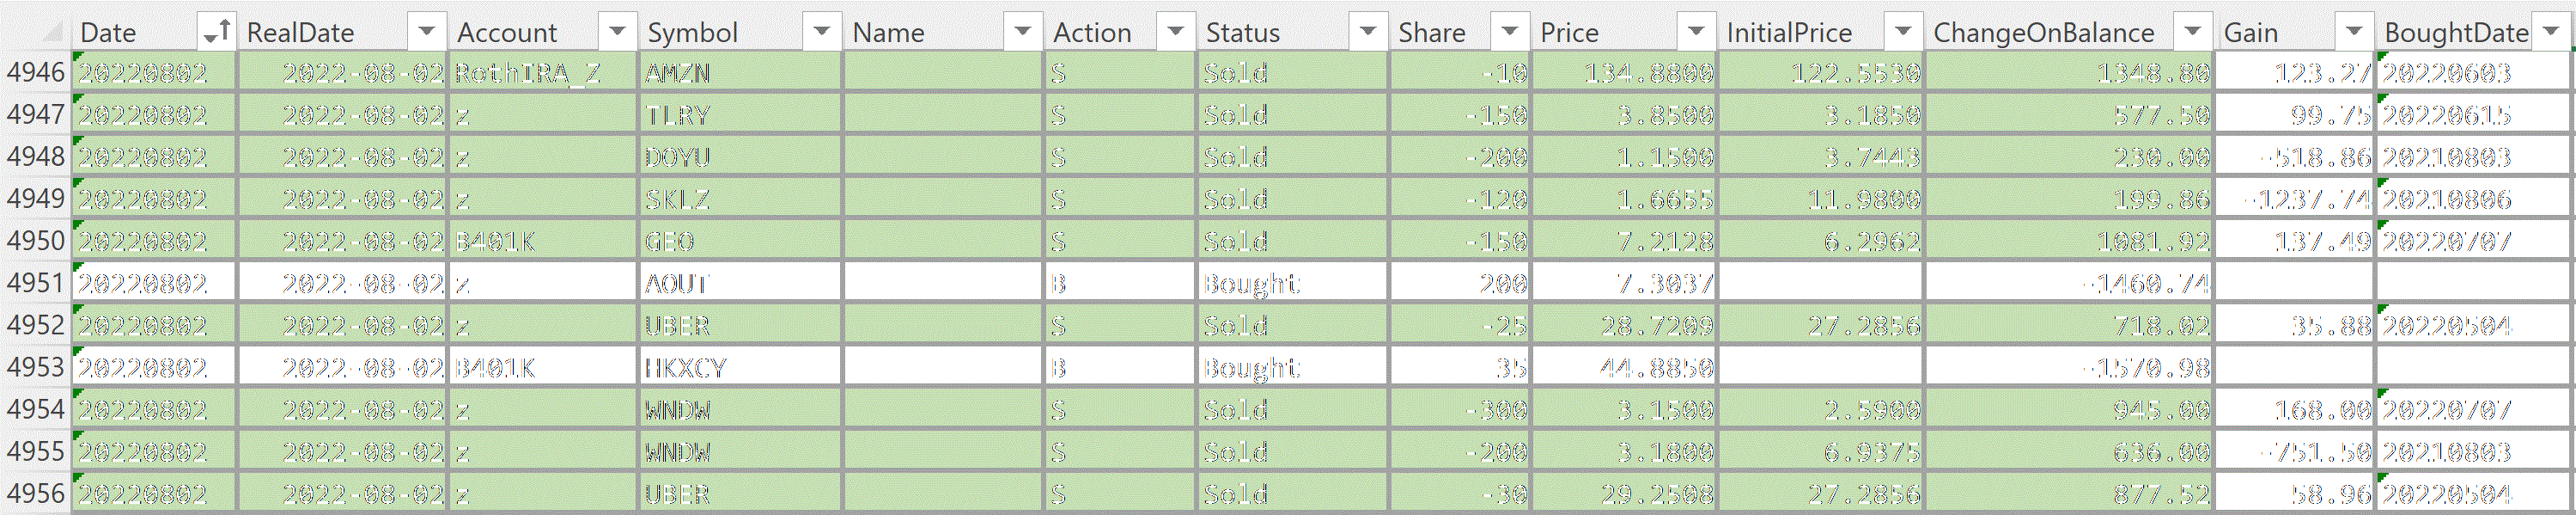 Date RealDate Account Symbol Name Action Status Share Price InitialPrice ChangeOnBalance Gain BoughtDate
4946 20220802 2022-08-02 RothIRA_Z AMZN S Sold -10 134.8800 122.5530 1348.80 123.27 20220603
4947 20220802 2022-08-02 z TLRY S Sold -150 3.8500 3.1850 577.50 99.75 20220615
4948 20220802 2022-08-02 z DOYU S Sold -200 1.1500 3.7443 230.00 -518.86 20210803
4949 20220802 2022-08-02 z SKLZ S Sold -120 1.6655 11.9800 199.86 -1237.74 20210806
4950 20220802 2022-08-02 B401K GEO S Sold -150 7.2128 6.2962 1081.92 137.49 20220707
4951 20220802 2022-08-02 z AOUT B Bought 200 7.3037 -1460.74
4952 20220802 2022-08-02 z UBER S Sold -25 28.7209 27.2856 718.02 35.88 20220504
4953 20220802 2022-08-02 B401K HKXCY B Bought 35 44.8850 -1570.98
4954 20220802 2022-08-02 z WNDW S Sold -300 3.1500 2.5900 945.00 168.00 20220707
4955 20220802 2022-08-02 z WNDW S Sold -200 3.1800 6.9375 636.00 -751.50 20210803
4956 20220802 2022-08-02 z UBER S Sold -30 29.2508 27.2856 877.52 58.96 20220504